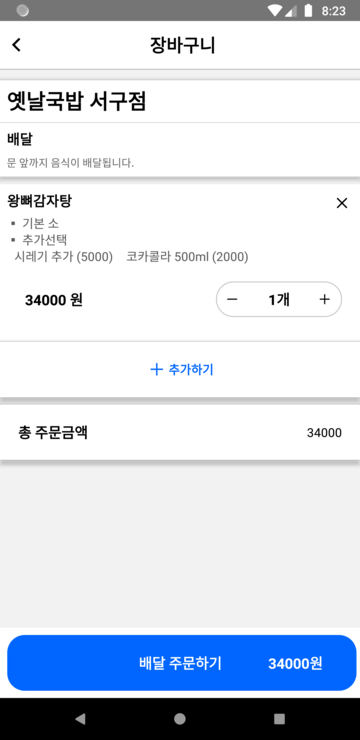 8:23
장바구니
옛날국밥 서구점
배달
문 앞까지 음식이 배달됩니다.
왕뼈감자탕
▪ 기본 소
▪ 추가선택
시레기 추가 (5000) 코카콜라 500ml (2000)
34000 원 − 1개 +
+ 추가하기
총 주문금액 34000
배달 주문하기 34000원